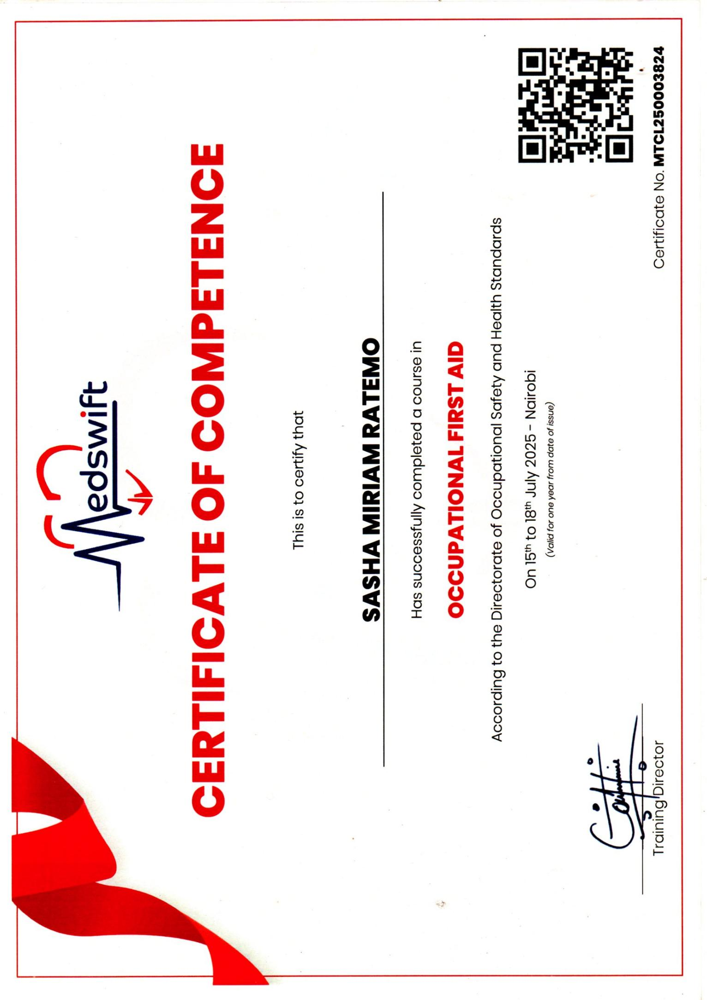 Medswift
CERTIFICATE OF COMPETENCE
This is to certify that
SASHA MIRIAM RATEMO
Has successfully completed a course in
OCCUPATIONAL FIRST AID
According to the Directorate of Occupational Safety and Health Standards
On 15th to 18th July 2025 - Nairobi
(Valid for one year from date of issue)
Training Director
Certificate No. MTCL250003824